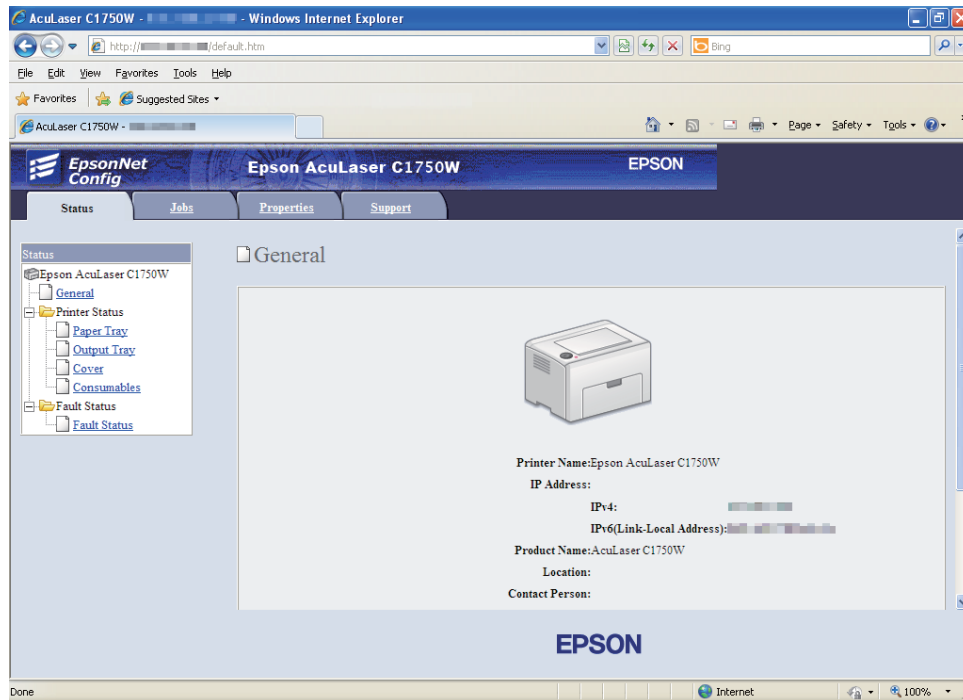 AcuLaser C1750W - - Windows Internet Explorer
http:// /default.htm
Bing
File Edit View Favorites Tools Help
Favorites Suggested Sites
AcuLaser C1750W -
Page Safety Tools
EpsonNet
Config
Epson AcuLaser C1750W
EPSON
Status Jobs Properties Support
Status
Epson AcuLaser C1750W
General
Printer Status
Paper Tray
Output Tray
Cover
Consumables
Fault Status
Fault Status
General
Printer Name:Epson AcuLaser C1750W
IP Address:
IPv4:
IPv6(Link-Local Address):
Product Name:AcuLaser C1750W
Location:
Contact Person:
EPSON
Done Internet 100%